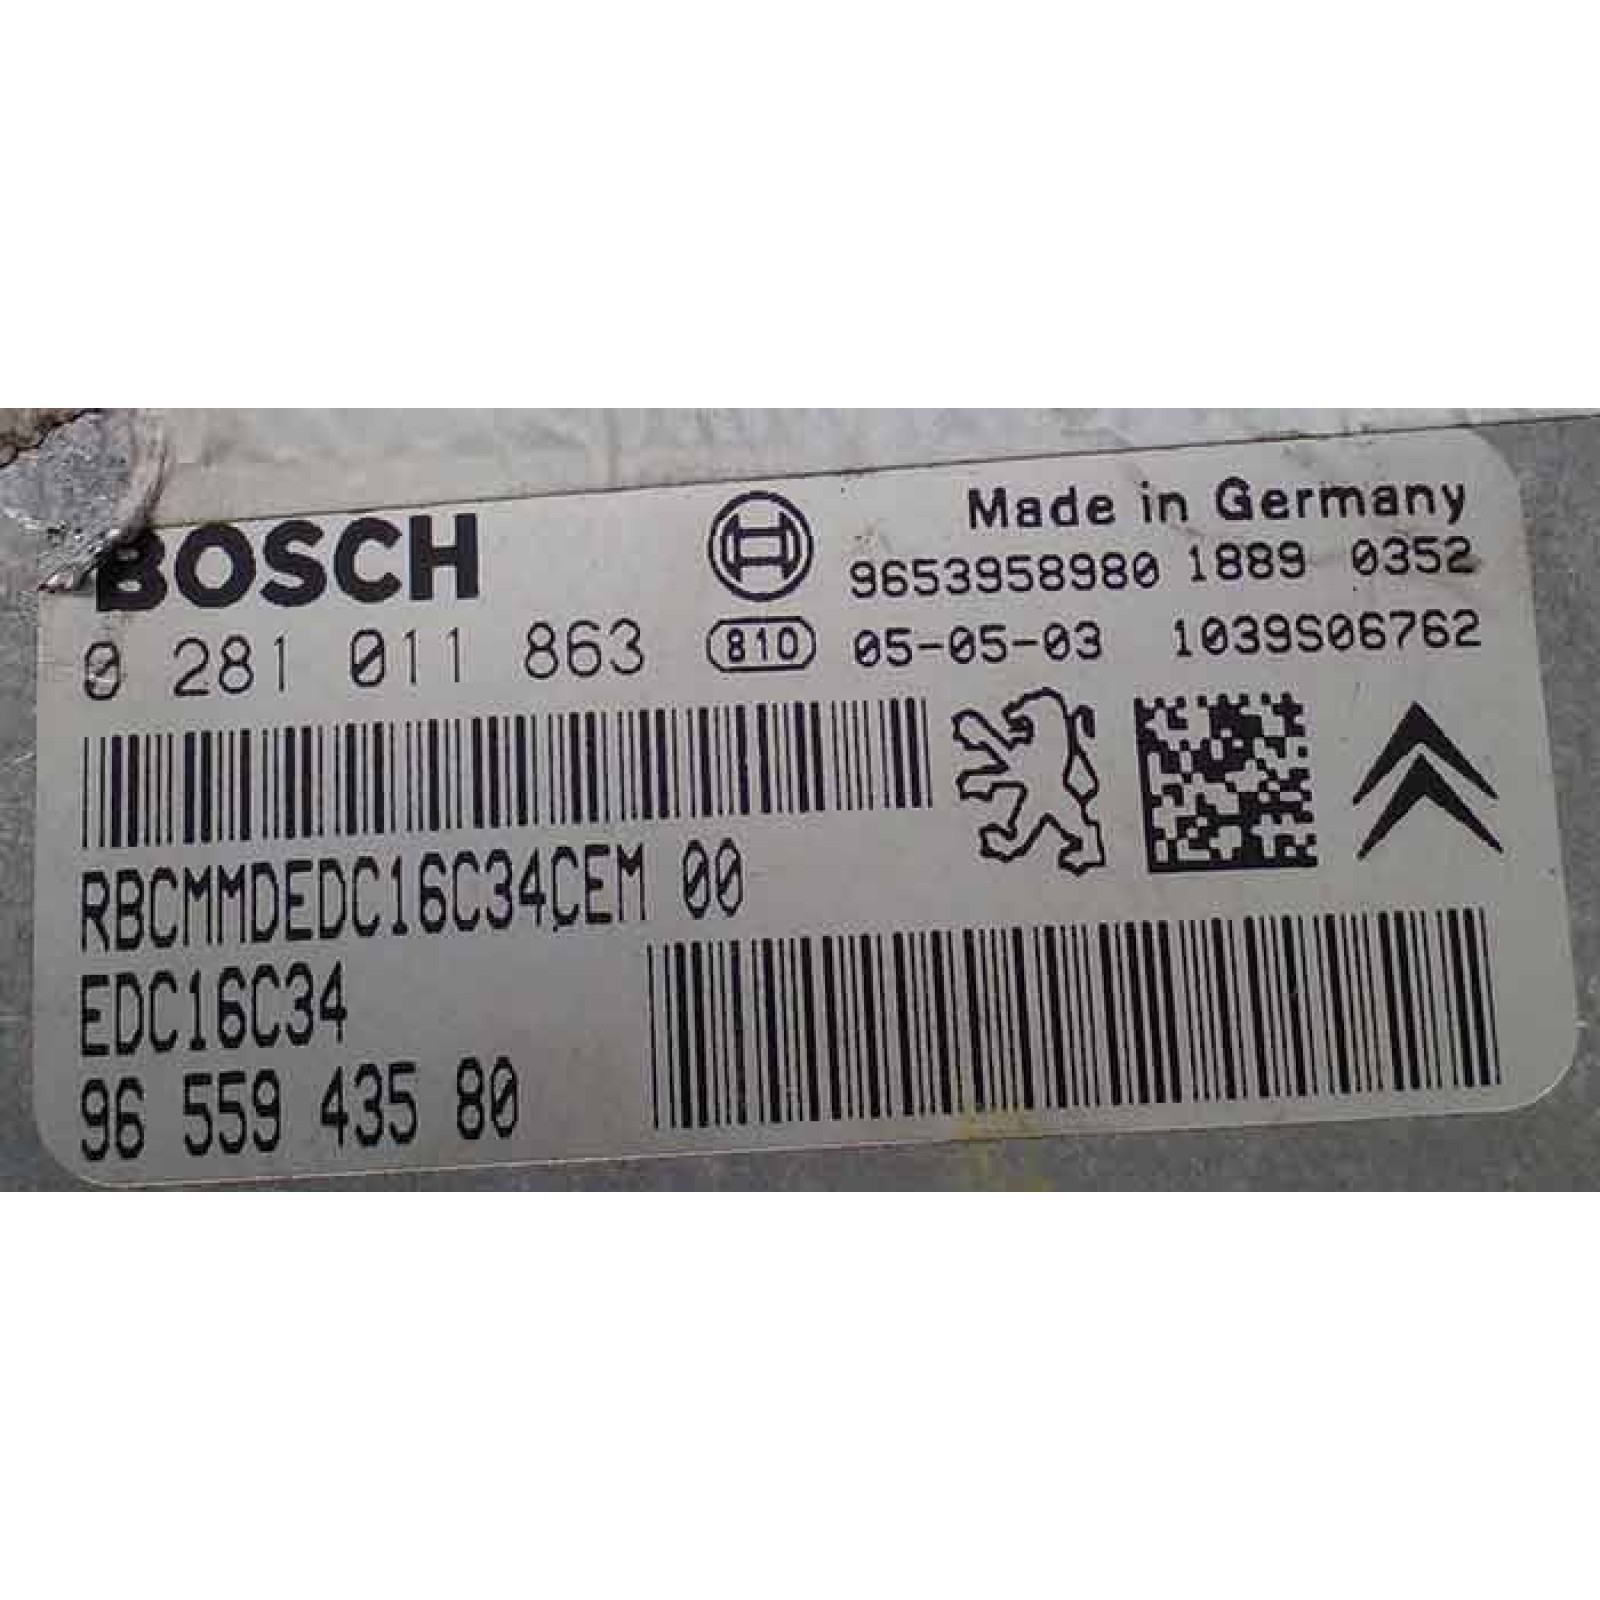 BOSCH
Made in Germany
9653958980 1889 0352
0 281 011 863
810 05-05-03 1039S06762
RBCMMDEDC16C34CEM 00
EDC16C34
96 559 435 80